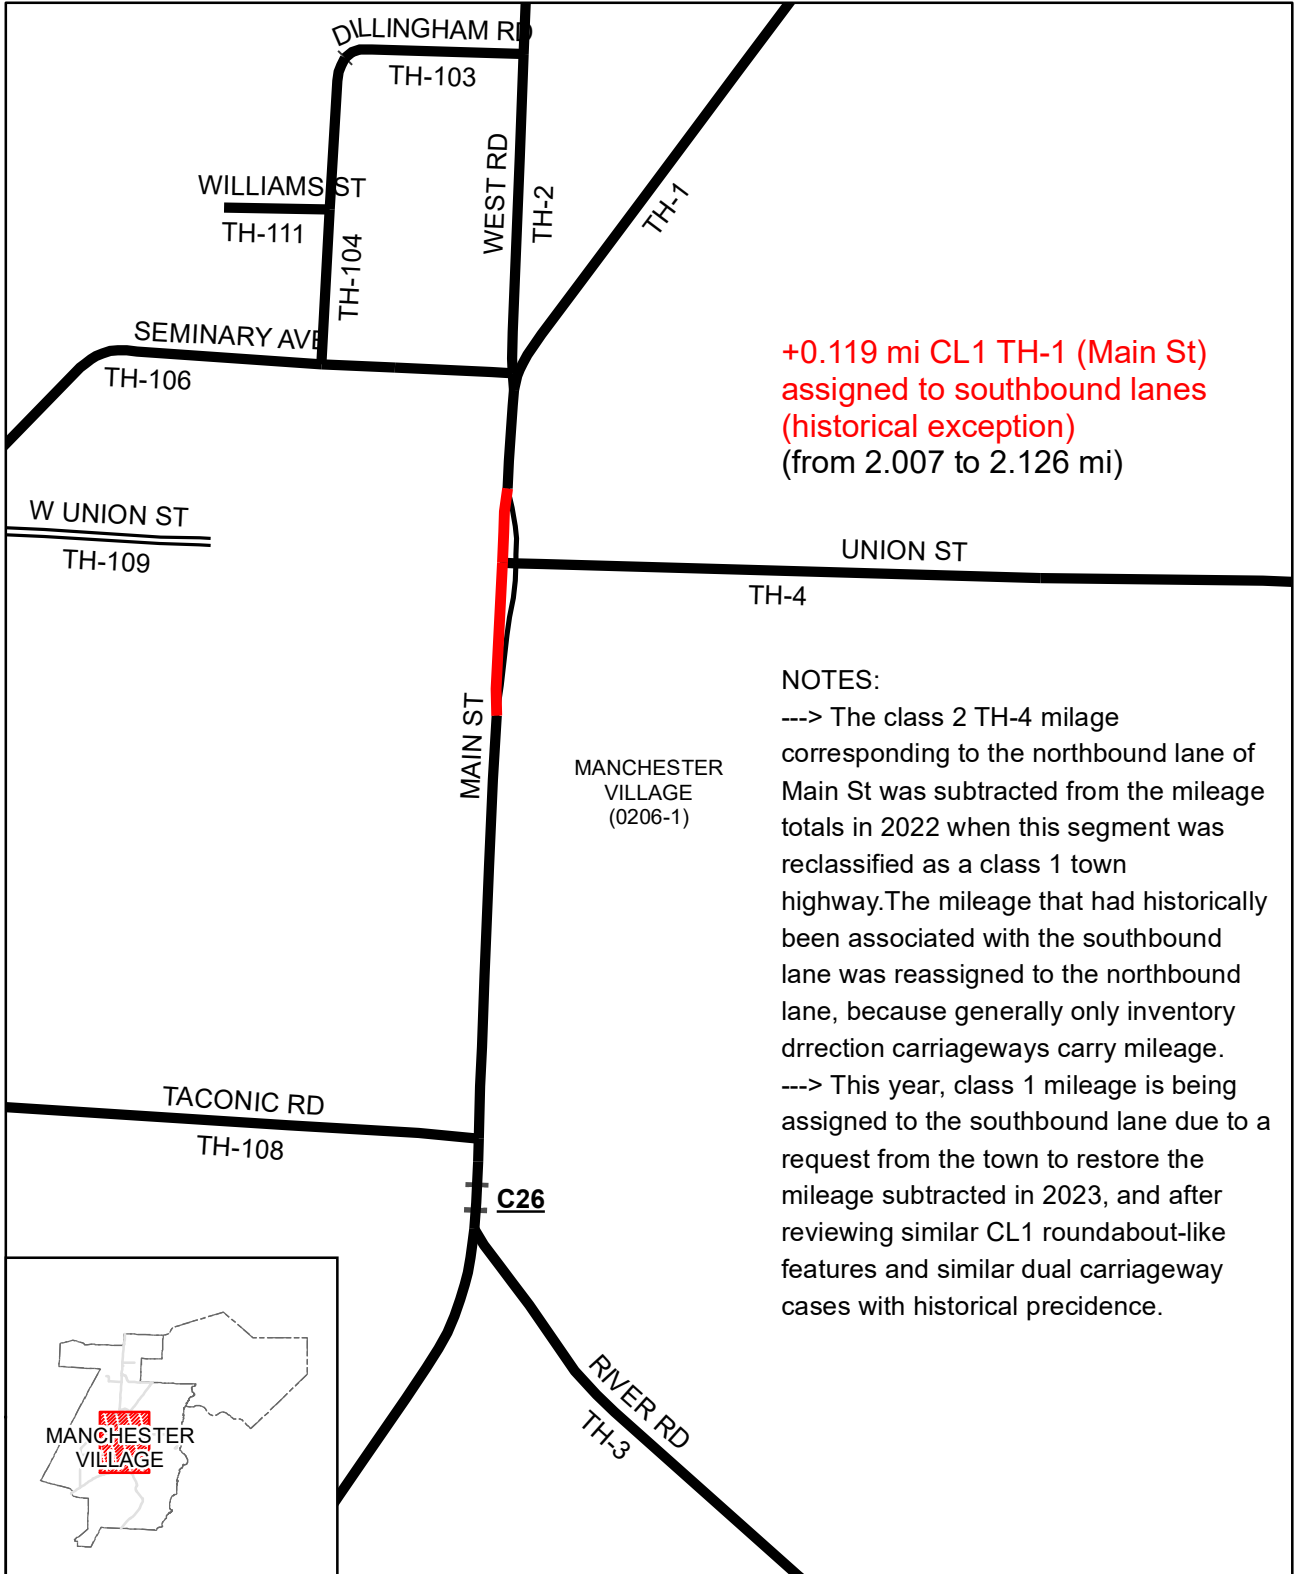 DILLINGHAM RD
TH-103
WEST RD
TH-2
TH-1
WILLIAMS ST
TH-111
TH-104
SEMINARY AVE
TH-106
+0.119 mi CL1 TH-1 (Main St)
assigned to southbound lanes
(historical exception)
(from 2.007 to 2.126 mi)
W UNION ST
TH-109
UNION ST
TH-4
MAIN ST
MANCHESTER
VILLAGE
(0206-1)
NOTES:
---> The class 2 TH-4 milage
corresponding to the northbound lane of
Main St was subtracted from the mileage
totals in 2022 when this segment was
reclassified as a class 1 town
highway.The mileage that had historically
been associated with the southbound
lane was reassigned to the northbound
lane, because generally only inventory
drrection carriageways carry mileage.
---> This year, class 1 mileage is being
assigned to the southbound lane due to a
request from the town to restore the
mileage subtracted in 2023, and after
reviewing similar CL1 roundabout-like
features and similar dual carriageway
cases with historical precidence.
TACONIC RD
TH-108
C26
RIVER RD
TH-3
MANCHESTER
VILLAGE